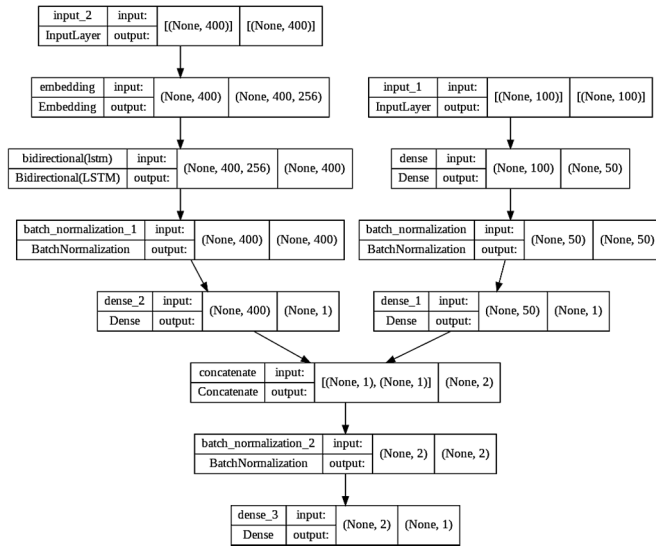 input_2 input: [(None, 400)] [(None, 400)]
InputLayer output:
embedding input: (None, 400) (None, 400, 256)
Embedding output:
input_1 input: [(None, 100)] [(None, 100)]
InputLayer output:
bidirectional(lstm) input: (None, 400, 256) (None, 400)
Bidirectional(LSTM) output:
dense input: (None, 100) (None, 50)
Dense output:
batch_normalization_1 input: (None, 400) (None, 400)
BatchNormalization output:
batch_normalization input: (None, 50) (None, 50)
BatchNormalization output:
dense_2 input: (None, 400) (None, 1)
Dense output:
dense_1 input: (None, 50) (None, 1)
Dense output:
concatenate input: [(None, 1), (None, 1)] (None, 2)
Concatenate output:
batch_normalization_2 input: (None, 2) (None, 2)
BatchNormalization output:
dense_3 input: (None, 2) (None, 1)
Dense output: